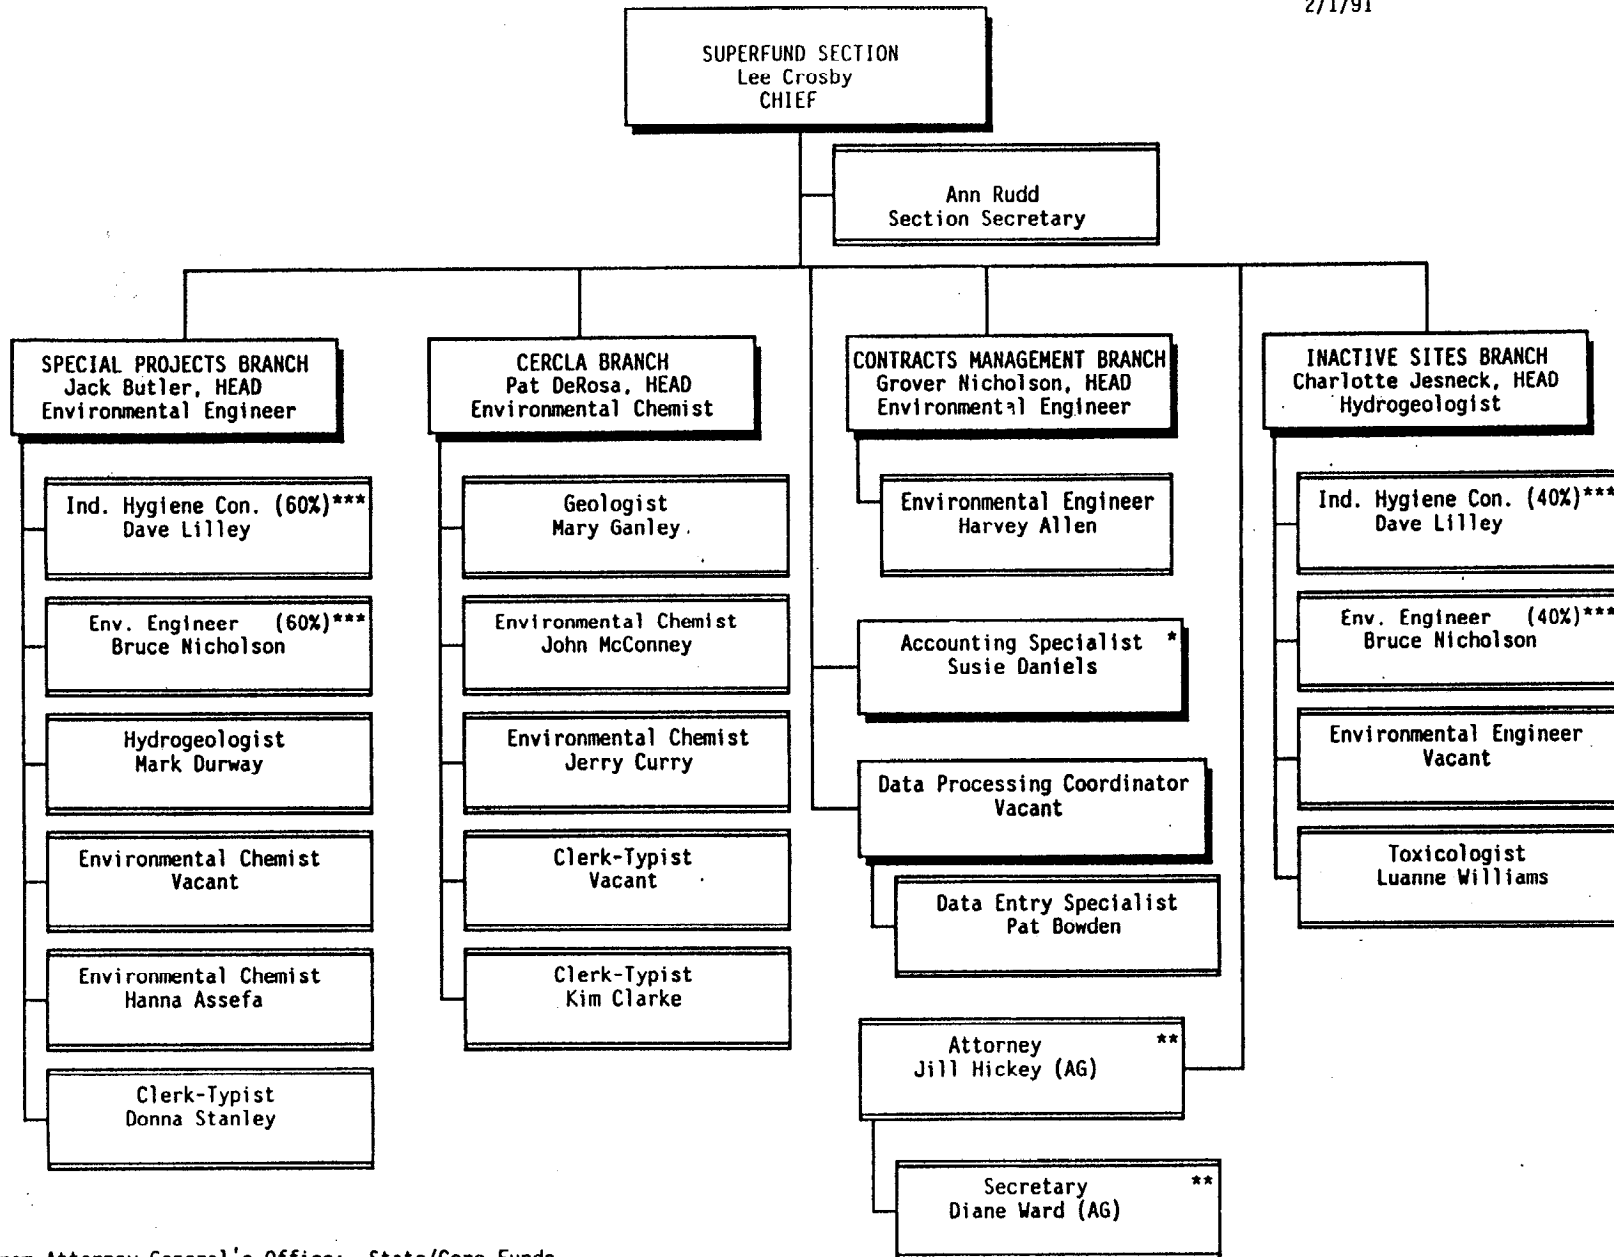 2/1/91
SUPERFUND SECTION
Lee Crosby
CHIEF
Ann Rudd
Section Secretary
SPECIAL PROJECTS BRANCH
Jack Butler, HEAD
Environmental Engineer
Ind. Hygiene Con. (60%)***
Dave Lilley
Env. Engineer (60%)***
Bruce Nicholson
Hydrogeologist
Mark Durway
Environmental Chemist
Vacant
Environmental Chemist
Hanna Assefa
Clerk-Typist
Donna Stanley
CERCLA BRANCH
Pat DeRosa, HEAD
Environmental Chemist
Geologist
Mary Ganley
Environmental Chemist
John McConney
Environmental Chemist
Jerry Curry
Clerk-Typist
Vacant
Clerk-Typist
Kim Clarke
CONTRACTS MANAGEMENT BRANCH
Grover Nicholson, HEAD
Environmental Engineer
Environmental Engineer
Harvey Allen
Accounting Specialist *
Susie Daniels
Data Processing Coordinator
Vacant
Data Entry Specialist
Pat Bowden
Attorney **
Jill Hickey (AG)
Secretary **
Diane Ward (AG)
INACTIVE SITES BRANCH
Charlotte Jesneck, HEAD
Hydrogeologist
Ind. Hygiene Con. (40%)***
Dave Lilley
Env. Engineer (40%)***
Bruce Nicholson
Environmental Engineer
Vacant
Toxicologist
Luanne Williams
Attorney General's Office: State/Corp Funds